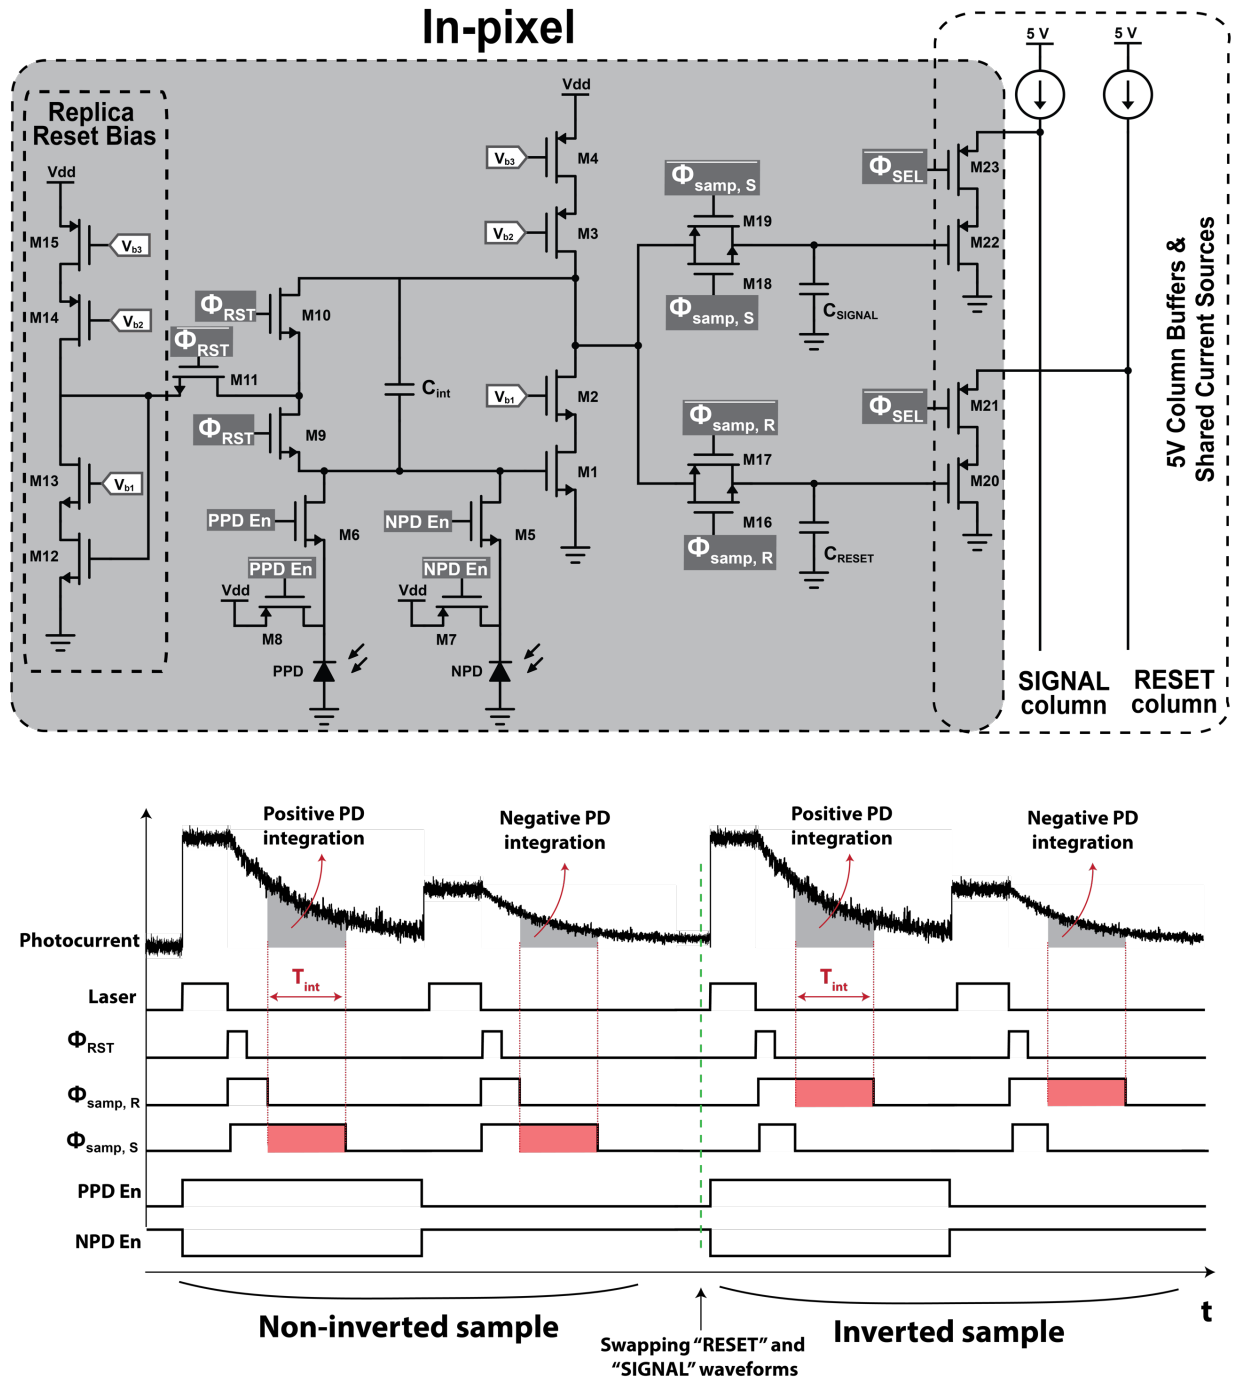 In-pixel
5 V
5 V
Replica
Reset Bias
Vdd
Vdd
M15
Vb3
M14
Vb2
M13
Vb1
M12
ΦRST
M10
ΦRST
M11
ΦRST
M9
Cint
Vb3
M4
Vb2
M3
Vb1
M2
M1
PPD En
M6
NPD En
M5
PPD En
Vdd
M8
NPD En
Vdd
M7
PPD
NPD
Φsamp, S
M19
M18
Φsamp, S
CSIGNAL
Φsamp, R
M17
M16
Φsamp, R
CRESET
ΦSEL
M23
M22
ΦSEL
M21
M20
5V Column Buffers &
Shared Current Sources
SIGNAL
column
RESET
column
Positive PD
integration
Negative PD
integration
Positive PD
integration
Negative PD
integration
Photocurrent
Tint
Tint
Laser
ΦRST
Φsamp, R
Φsamp, S
PPD En
NPD En
t
Non-inverted sample
Inverted sample
Swapping “RESET” and
“SIGNAL” waveforms